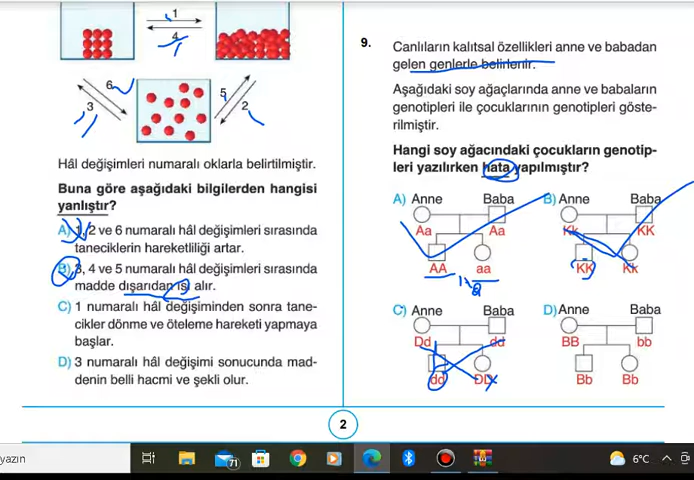 1
4
6
3
5
2
Hâl değişimleri numaralı oklarla belirtilmiştir.
Buna göre aşağıdaki bilgilerden hangisi
yanlıştır?
A) 1, 2 ve 6 numaralı hâl değişimleri sırasında
taneciklerin hareketliliği artar.
B) 3, 4 ve 5 numaralı hâl değişimleri sırasında
madde dışarıdan ısı alır.
C) 1 numaralı hâl değişiminden sonra tane-
cikler dönme ve öteleme hareketi yapmaya
başlar.
D) 3 numaralı hâl değişimi sonucunda mad-
denin belli hacmi ve şekli olur.
9.
Canlıların kalıtsal özellikleri anne ve babadan
gelen genlerle belirlenir.
Aşağıdaki soy ağaçlarında anne ve babaların
genotipleri ile çocuklarının genotipleri göste-
rilmiştir.
Hangi soy ağacındaki çocukların genotip-
leri yazılırken hata yapılmıştır?
A) Anne Baba
Aa Aa
AA aa
B) Anne Baba
Kk KK
KK Kk
C) Anne Baba
Dd dd
dd DD
D) Anne Baba
BB bb
Bb Bb
2
yazın
71
6°C